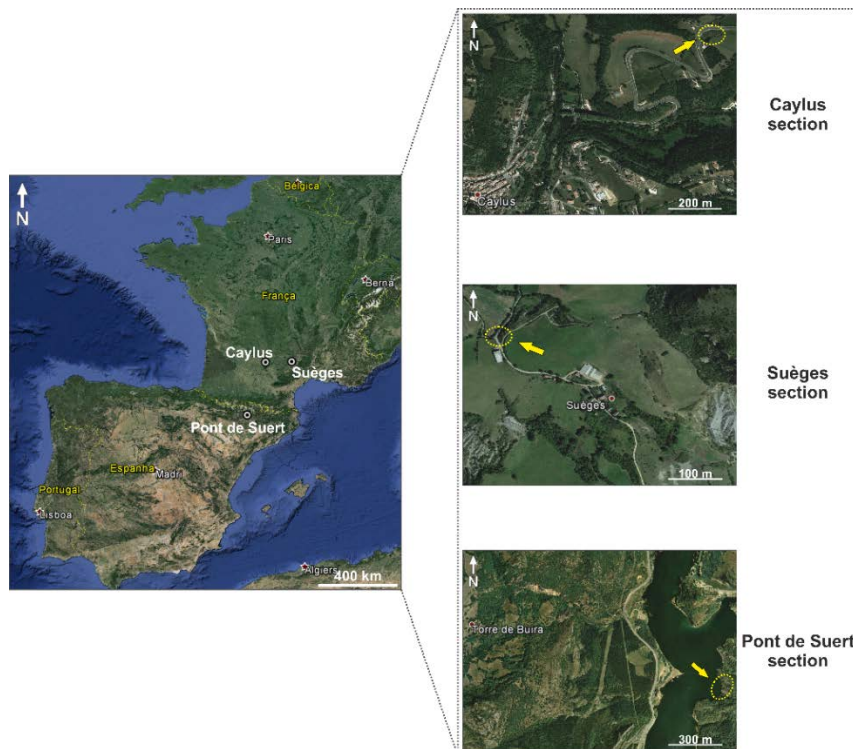 N
Bélgica
Paris
França
Berna
Caylus
Suèges
Pont de Suert
Espanha
Madri
Portugal
Lisboa
Algiers
400 km
N
Caylus
200 m
Caylus
section
N
Suèges
100 m
Suèges
section
N
Torre de Buira
300 m
Pont de Suert
section